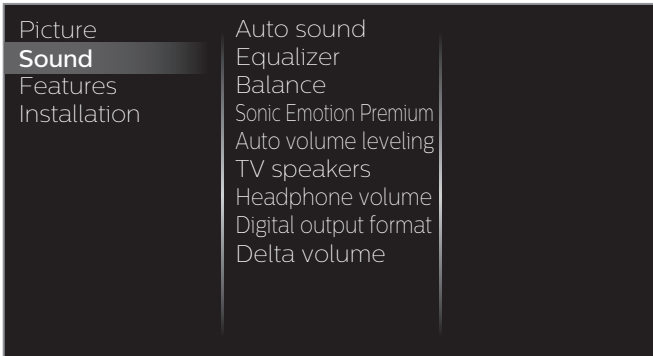 Picture
Sound
Features
Installation
Auto sound
Equalizer
Balance
Sonic Emotion Premium
Auto volume leveling
TV speakers
Headphone volume
Digital output format
Delta volume